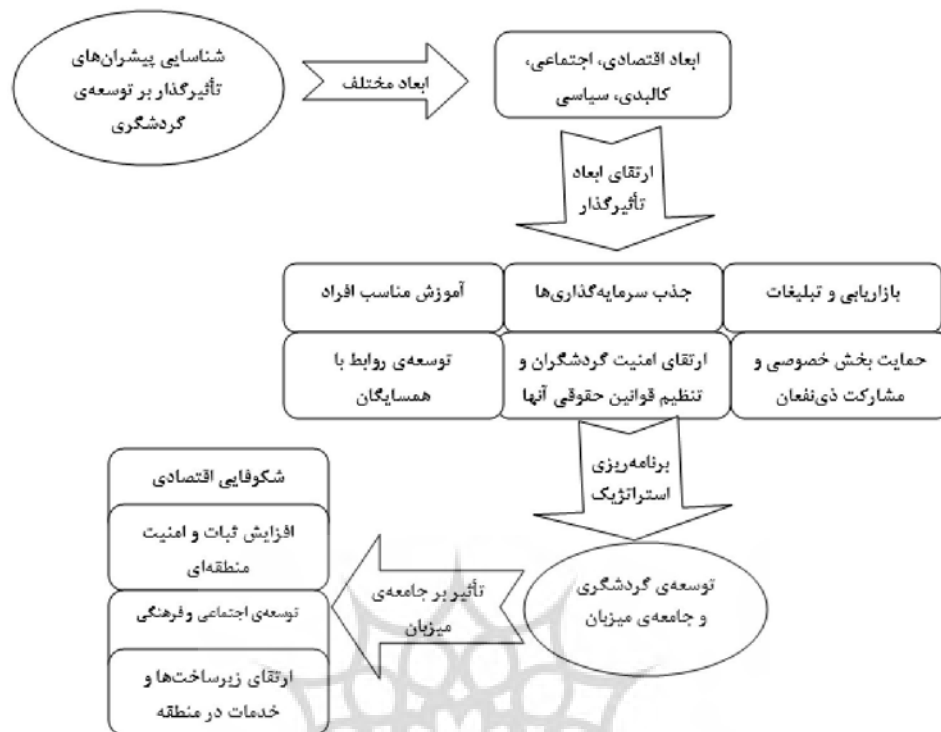 شناسایی پیشران‌های
تأثیرگذار بر توسعه‌ی
گردشگری
ابعاد مختلف
ابعاد اقتصادی، اجتماعی،
کالبدی، سیاسی
ارتقای ابعاد
تأثیرگذار
بازاریابی و تبلیغات
جذب سرمایه‌گذاری‌ها
آموزش مناسب افراد
حمایت بخش خصوصی و
مشارکت ذی‌نفعان
ارتقای امنیت گردشگران و
تنظیم قوانین حقوقی آنها
توسعه‌ی روابط با
همسایگان
برنامه‌ریزی
استراتژیک
توسعه‌ی گردشگری
و جامعه‌ی میزبان
تأثیر بر جامعه‌ی
میزبان
شکوفایی اقتصادی
افزایش ثبات و امنیت
منطقه‌ای
توسعه‌ی اجتماعی و فرهنگی
ارتقای زیرساخت‌ها و
خدمات در منطقه